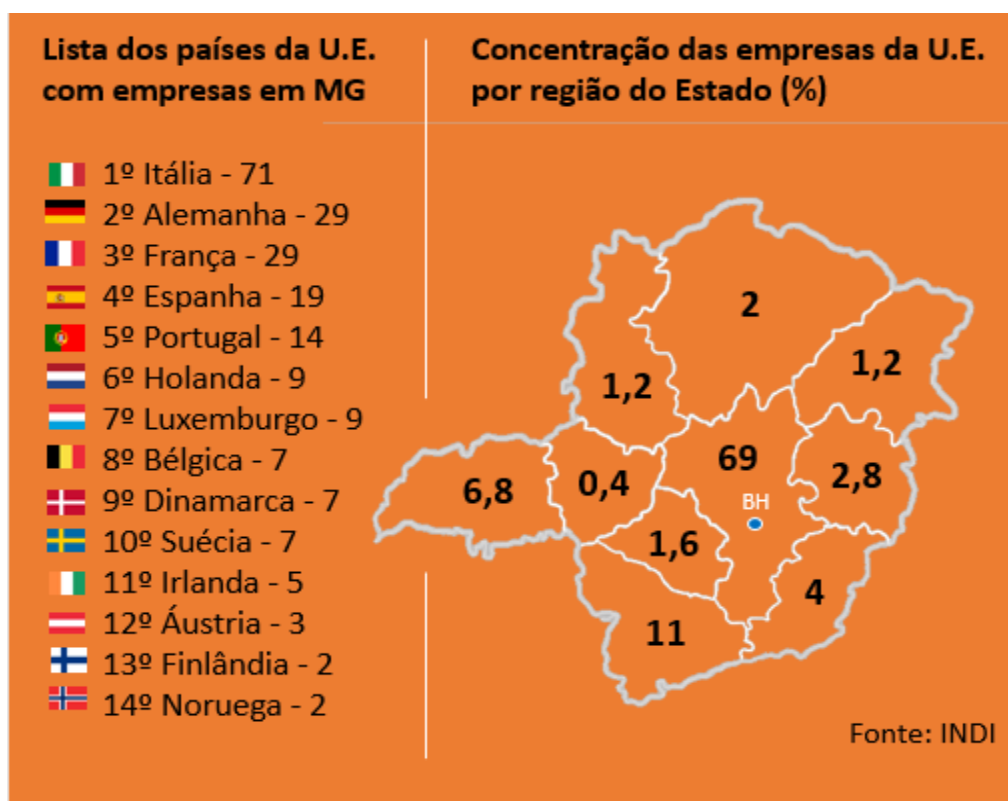 Lista dos países da U.E.
com empresas em MG
1º Itália - 71
2º Alemanha - 29
3º França - 29
4º Espanha - 19
5º Portugal - 14
6º Holanda - 9
7º Luxemburgo - 9
8º Bélgica - 7
9º Dinamarca - 7
10º Suécia - 7
11º Irlanda - 5
12º Áustria - 3
13º Finlândia - 2
14º Noruega - 2
Concentração das empresas da U.E.
por região do Estado (%)
2
1,2
1,2
69
6,8
0,4
2,8
BH
1,6
4
11
Fonte: INDI